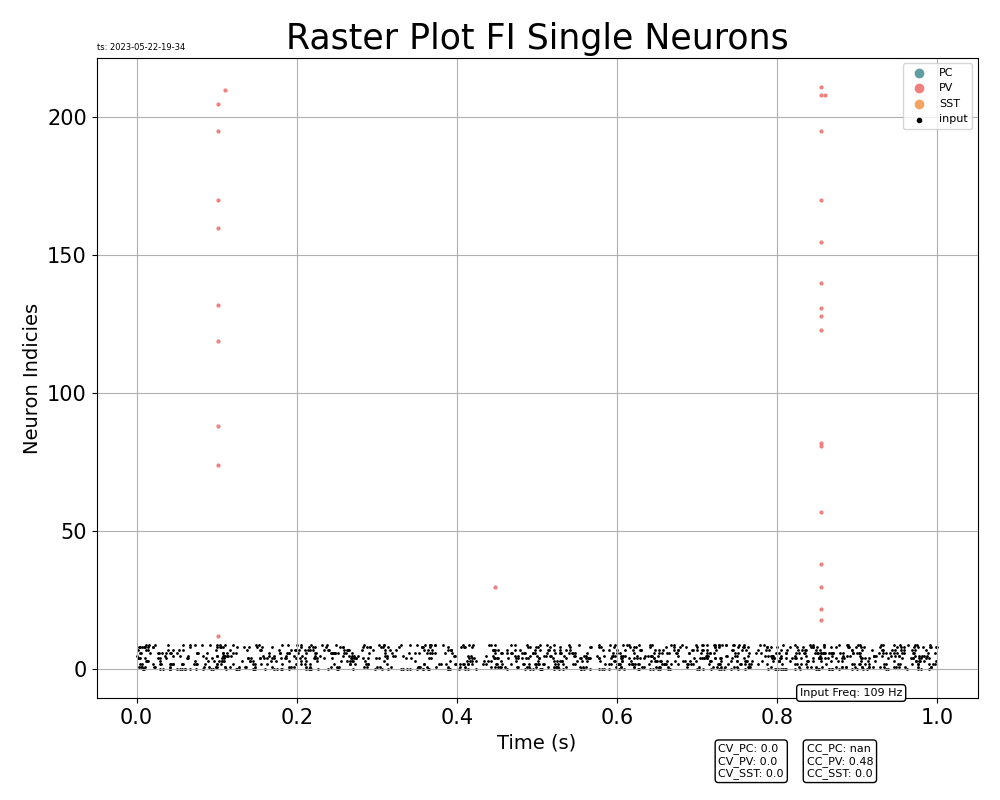 Raster Plot FI Single Neurons
ts: 2023-05-22-19-34
PC
PV
SST
input
200
150
100
50
0
Neuron Indicies
0.0 0.2 0.4 0.6 0.8 1.0
Input Freq: 109 Hz
Time (s)
CV_PC: 0.0
CV_PV: 0.0
CV_SST: 0.0
CC_PC: nan
CC_PV: 0.48
CC_SST: 0.0